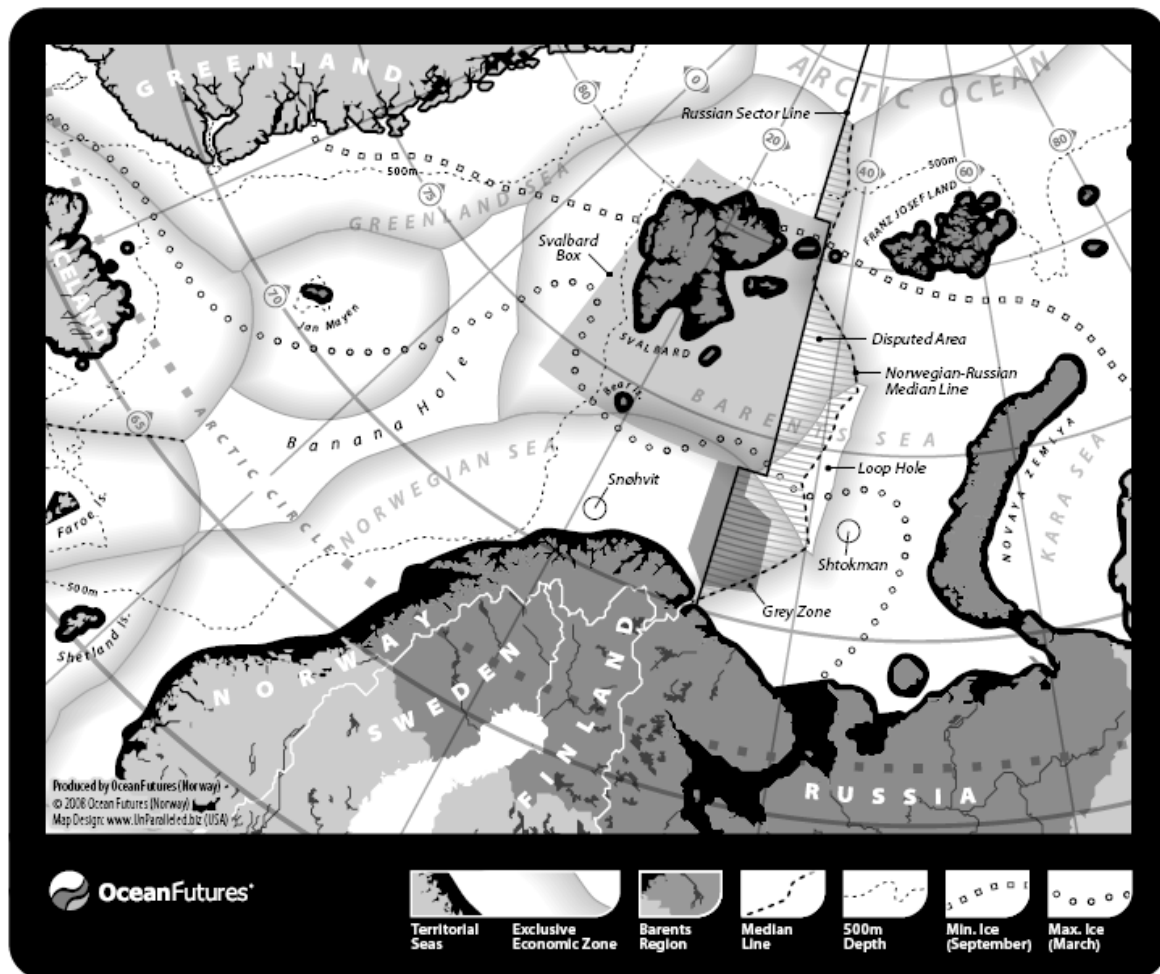 GREENLAND
ARCTIC OCEAN
0
80
Russian Sector Line
20
80
500m
40
60
500m
75
GREENLAND SEA
FRANZ JOSEF LAND
Svalbard
Box
ICELAND
70
Jan Mayen
SVALBARD
Disputed Area
Norwegian-Russian
Median Line
Bear Is.
BARENTS SEA
65
ARCTIC CIRCLE
Banana Hole
NORWEGIAN SEA
Loop Hole
NOVAYA ZEMLYA
KARA SEA
Snøhvit
Faroe Is.
Shtokman
500m
Grey Zone
Shetland Is.
NORWAY
SWEDEN
FINLAND
RUSSIA
Produced by OceanFutures (Norway)
© 2008 Ocean Futures (Norway)
Map Design: www.UnParalleled.biz (USA)
OceanFutures
Territorial
Seas
Exclusive
Economic Zone
Barents
Region
Median
Line
500m
Depth
Min. Ice
(September)
Max. Ice
(March)